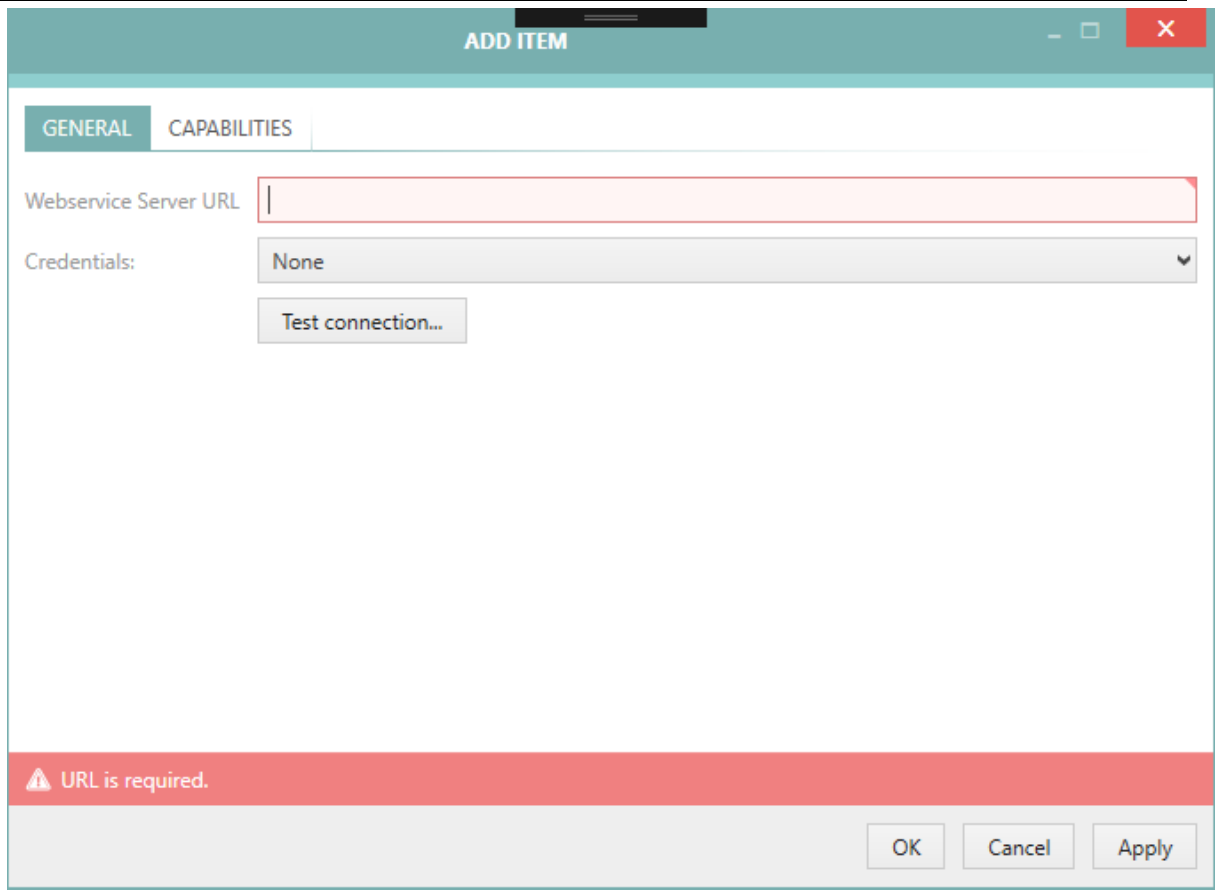 ADD ITEM
GENERAL CAPABILITIES
Webservice Server URL
Credentials: None
Test connection...
URL is required.
OK Cancel Apply